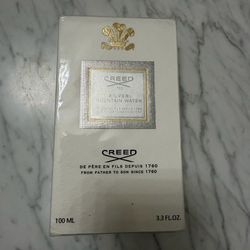 CREED
SILVER
MOUNTAIN WATER
CREED
DE PÈRE EN FILS DEPUIS 1760
FROM FATHER TO SON SINCE 1760
100 ML
3.3 FL.OZ.